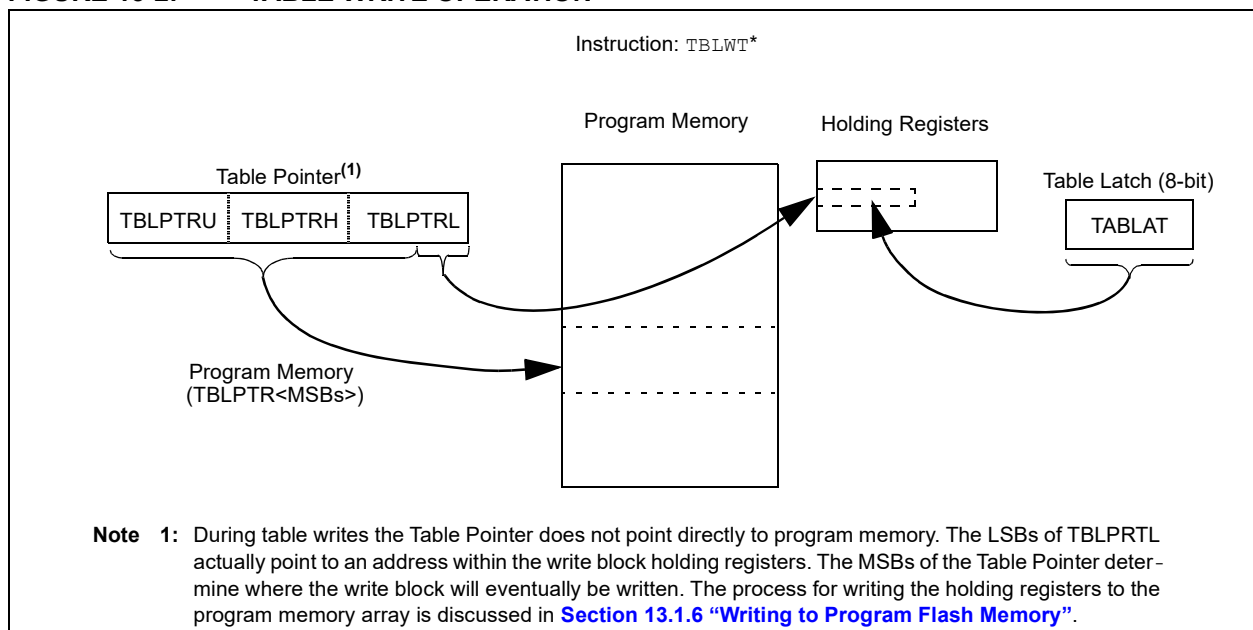 Instruction: TBLWT*
Program Memory
Holding Registers
Table Pointer(1)
Table Latch (8-bit)
TBLPTRU TBLPTRH TBLPTRL
TABLAT
Program Memory
(TBLPTR<MSBs>)
Note 1: During table writes the Table Pointer does not point directly to program memory. The LSBs of TBLPRTL
actually point to an address within the write block holding registers. The MSBs of the Table Pointer deter-
mine where the write block will eventually be written. The process for writing the holding registers to the
program memory array is discussed in Section 13.1.6 “Writing to Program Flash Memory”.